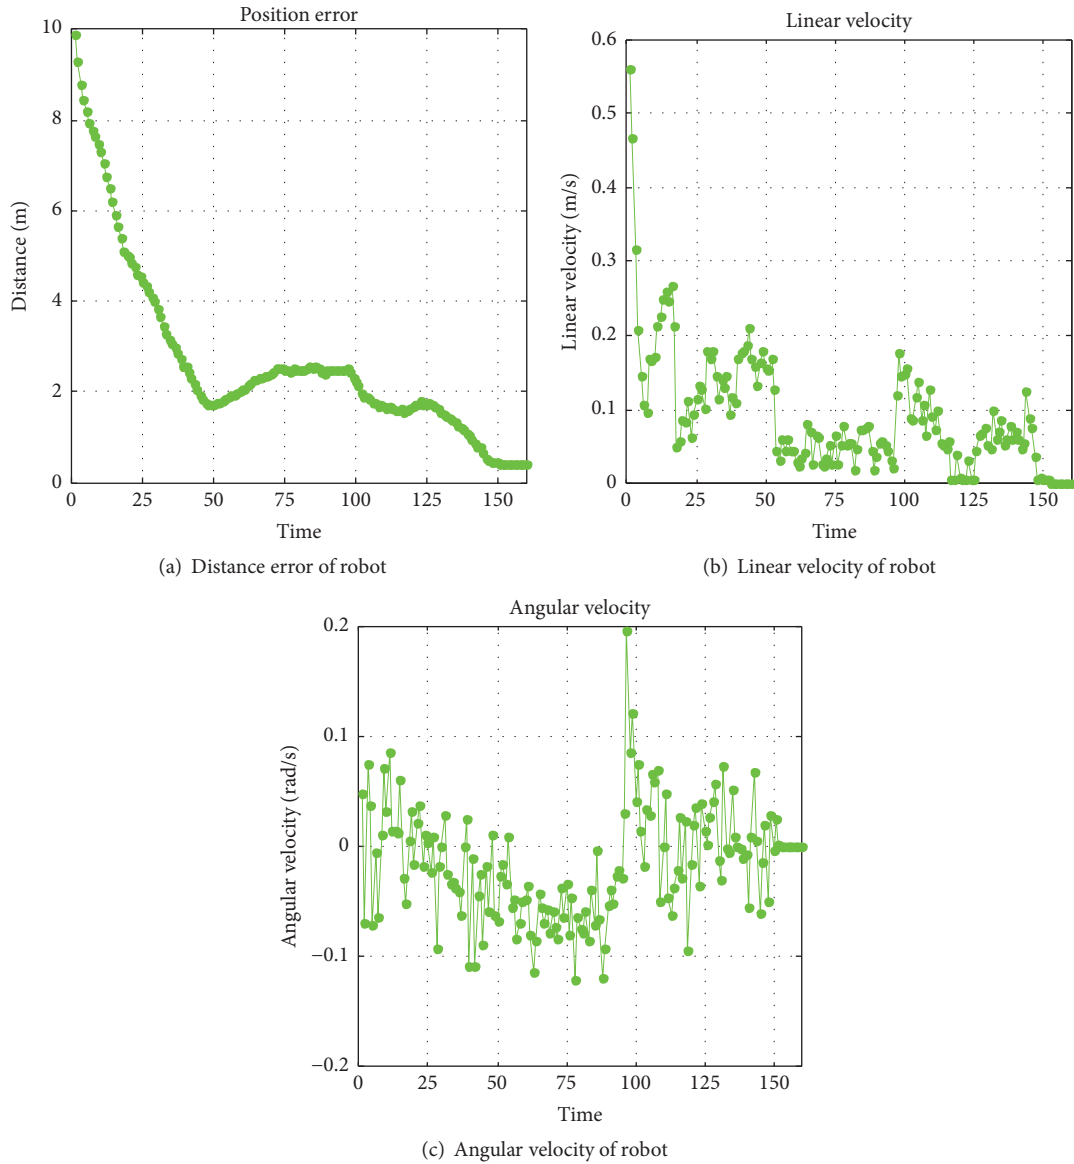 Position error
10
8
6
4
2
0
Distance (m)
0 25 50 75 100 125 150
Time
(a) Distance error of robot
Linear velocity
0.6
0.5
0.4
0.3
0.2
0.1
0
Linear velocity (m/s)
0 25 50 75 100 125 150
Time
(b) Linear velocity of robot
Angular velocity
0.2
0.1
0
−0.1
−0.2
Angular velocity (rad/s)
0 25 50 75 100 125 150
Time
(c) Angular velocity of robot